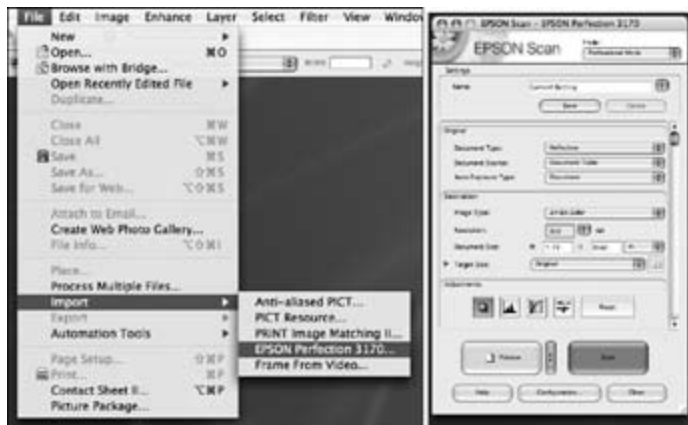 File Edit Image Enhance Layer Select Filter View Window
New
Open... ⌘O
Browse with Bridge...
Open Recently Edited File
Duplicate...
Close ⌘W
Close All ⌥⌘W
Save ⌘S
Save As... ⇧⌘S
Save for Web... ⌥⇧⌘S
Attach to Email...
Create Web Photo Gallery...
File Info... ⌥⇧⌘I
Place...
Process Multiple Files...
Import
Export
Automation Tools
Page Setup... ⇧⌘P
Print... ⌘P
Contact Sheet II... ⌥⌘P
Picture Package...
Anti-aliased PICT...
PICT Resource...
PRINT Image Matching II...
EPSON Perfection 3170...
Frame From Video...
EPSON Scan - EPSON Perfection 3170
EPSON Scan
Mode:
Professional Mode
Settings
Name: Current Setting
Save Delete
Original
Document Type: Reflective
Document Source: Document Table
Auto Exposure Type: Document
Destination
Image Type:
Resolution:
Document Size:
Target Size: Original
Adjustments
Reset
Preview Scan
Help Configuration... Close